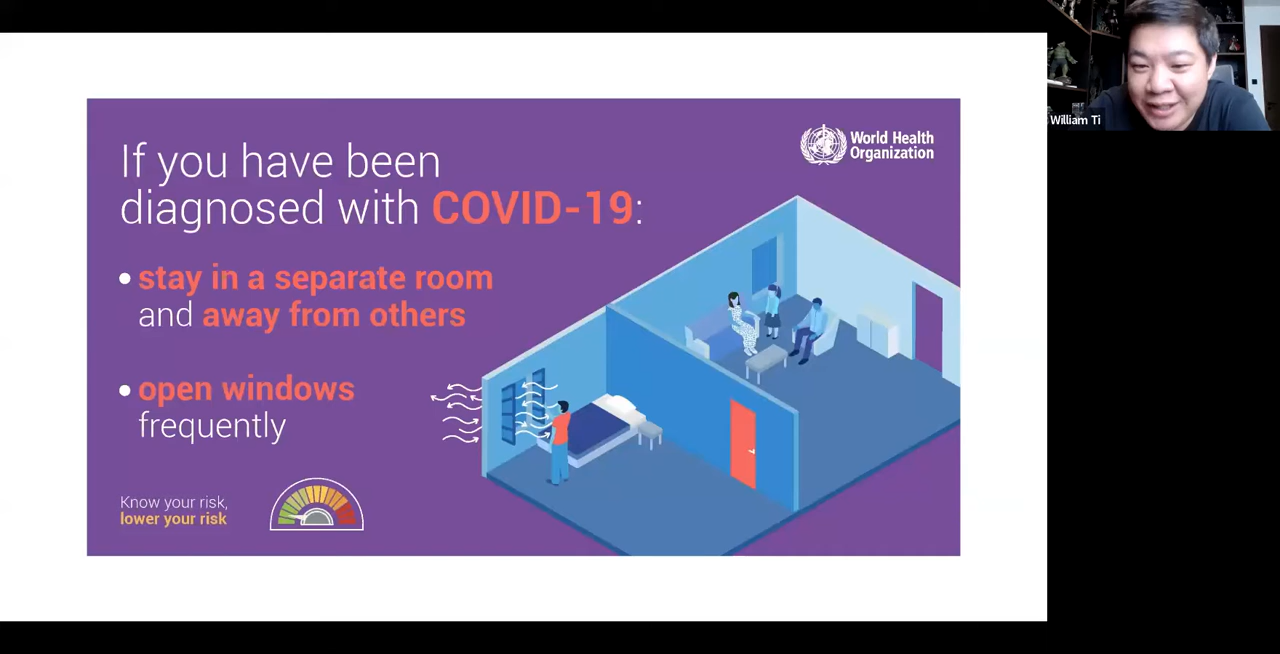 If you have been
diagnosed with COVID-19:
• stay in a separate room
and away from others
• open windows
frequently
Know your risk,
lower your risk
World Health
Organization
William Ti